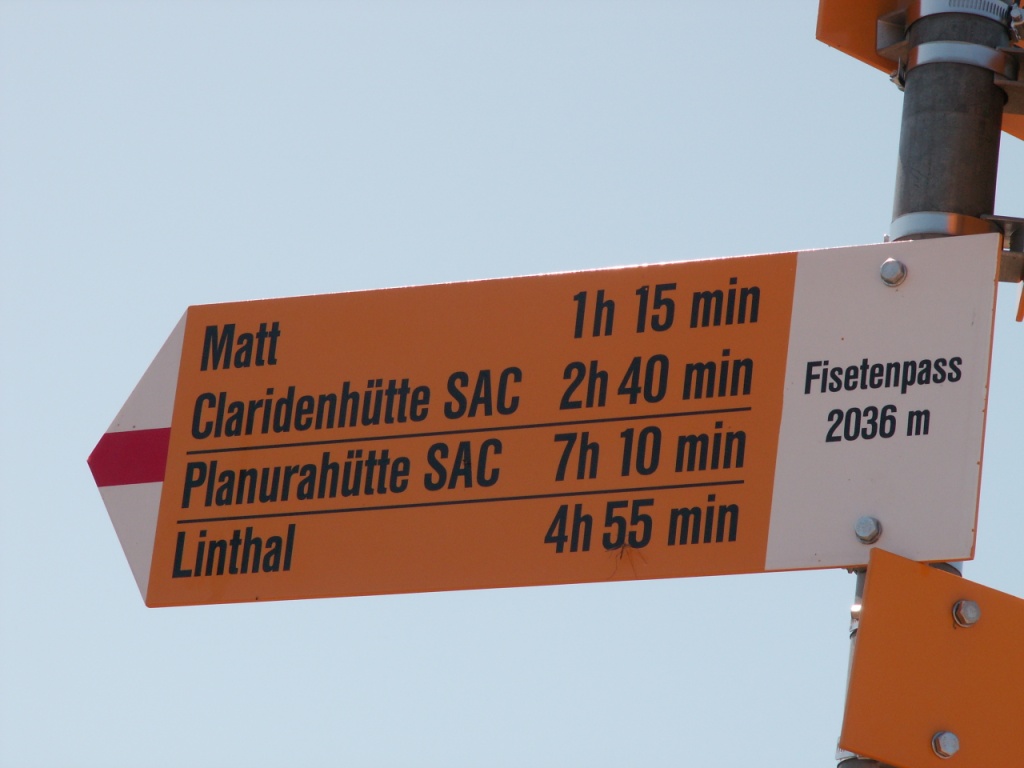 Matt 1h 15 min
Claridenhütte SAC 2h 40 min
Planurahütte SAC 7h 10 min
Linthal 4h 55 min
Fisetenpass
2036 m